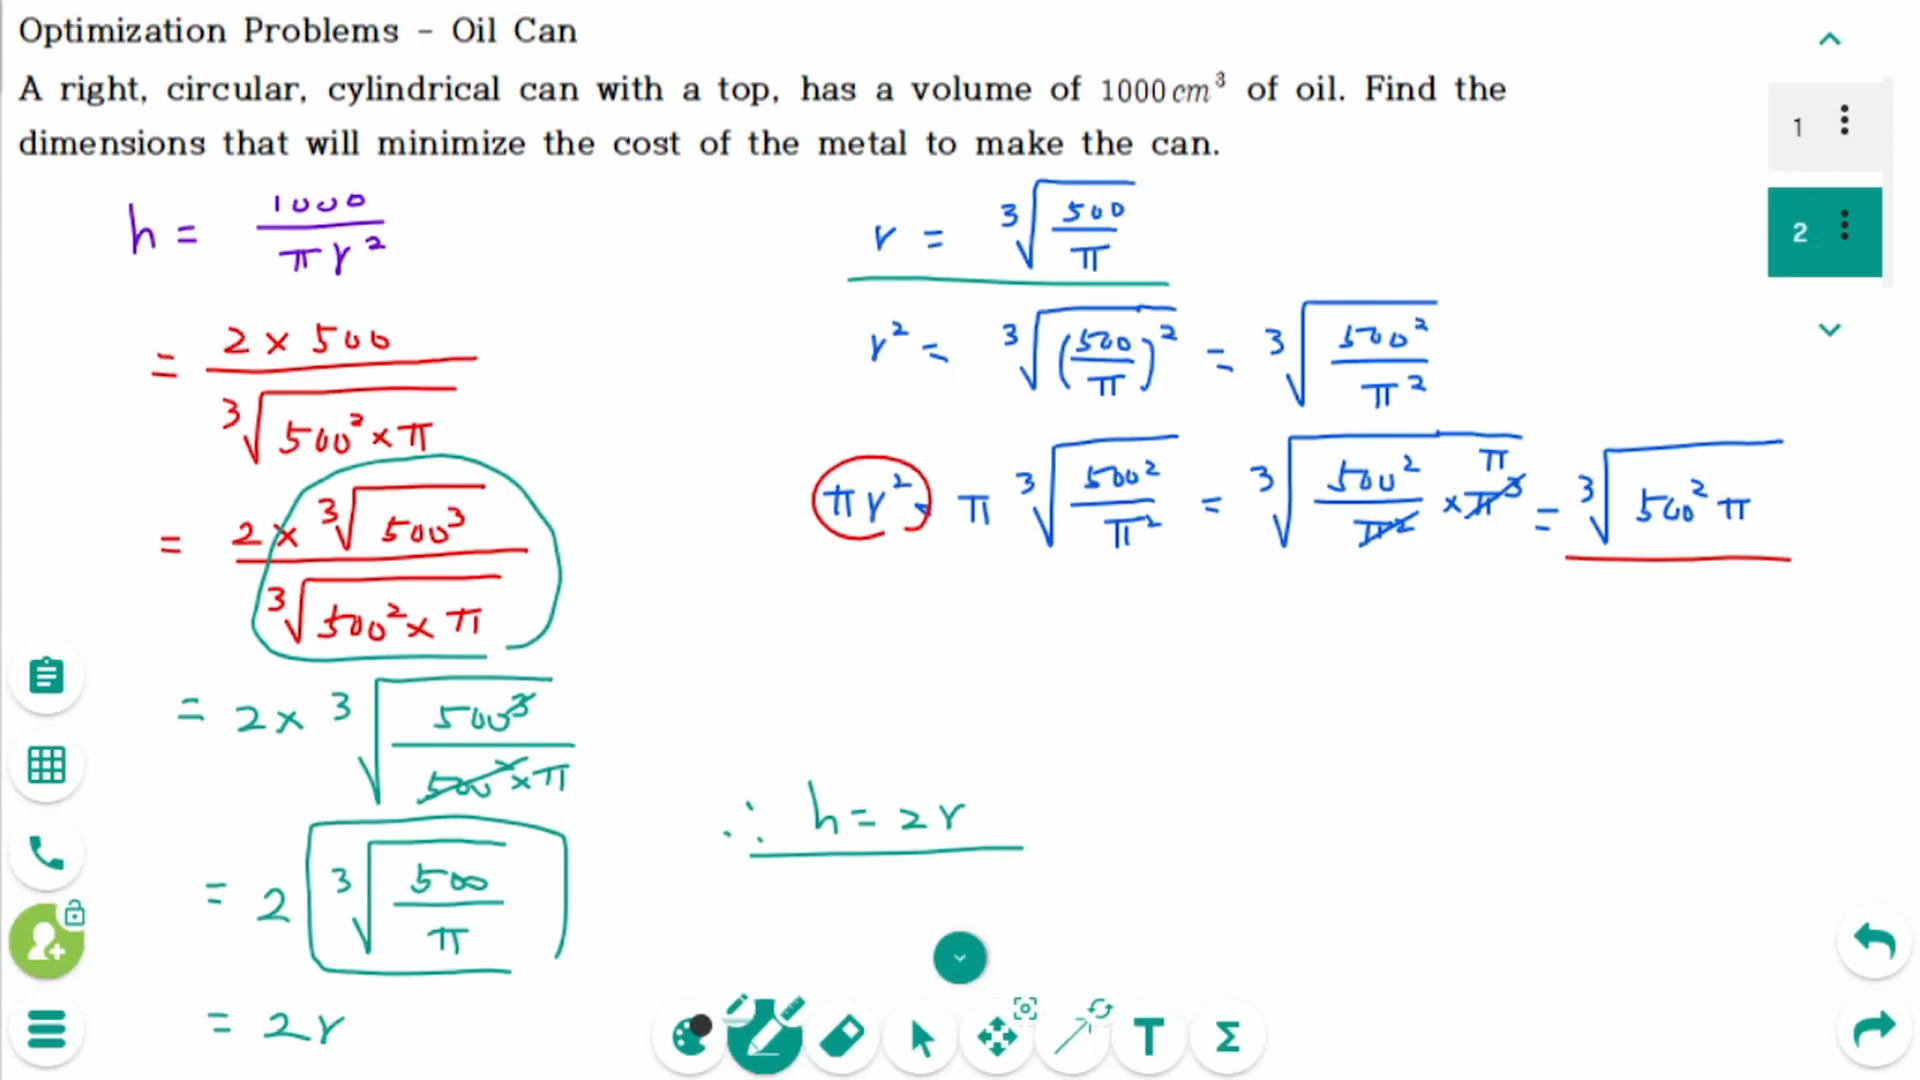 Optimization Problems - Oil Can
A right, circular, cylindrical can with a top, has a volume of 1000 cm³ of oil. Find the
dimensions that will minimize the cost of the metal to make the can.
h = 1000 / πr²
= 2 × 500 / ∛(500² × π)
= 2 × ∛(500³) / ∛(500² × π)
= 2 × ∛(500³ / (500² × π))
= 2 ∛(500 / π)
= 2r
r = ∛(500 / π)
r² = ∛((500 / π)²) = ∛(500² / π²)
πr² = π ∛(500² / π²) = ∛(500² / π² × π³ π) = ∛(500² π)
∴ h = 2r
1
2
T
Σ